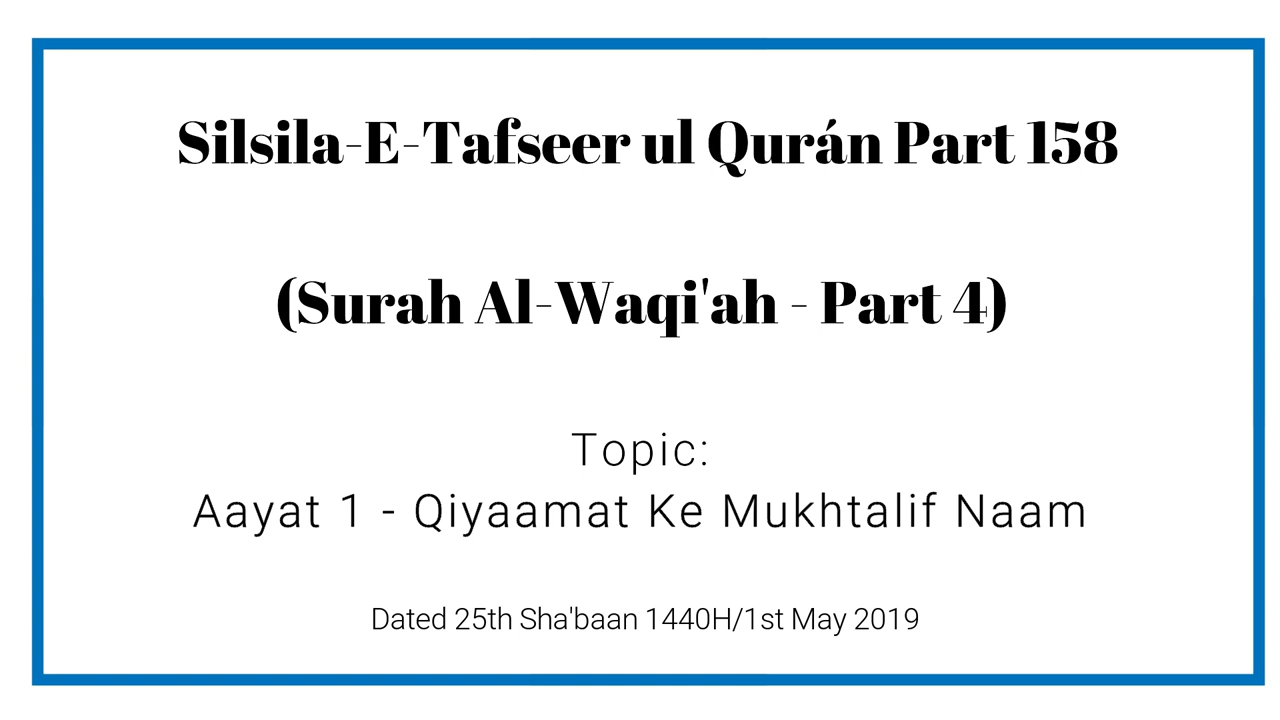 Silsila-E-Tafseer ul Qurán Part 158
(Surah Al-Waqi'ah - Part 4)
Topic:
Aayat 1 - Qiyaamat Ke Mukhtalif Naam
Dated 25th Sha'baan 1440H/1st May 2019